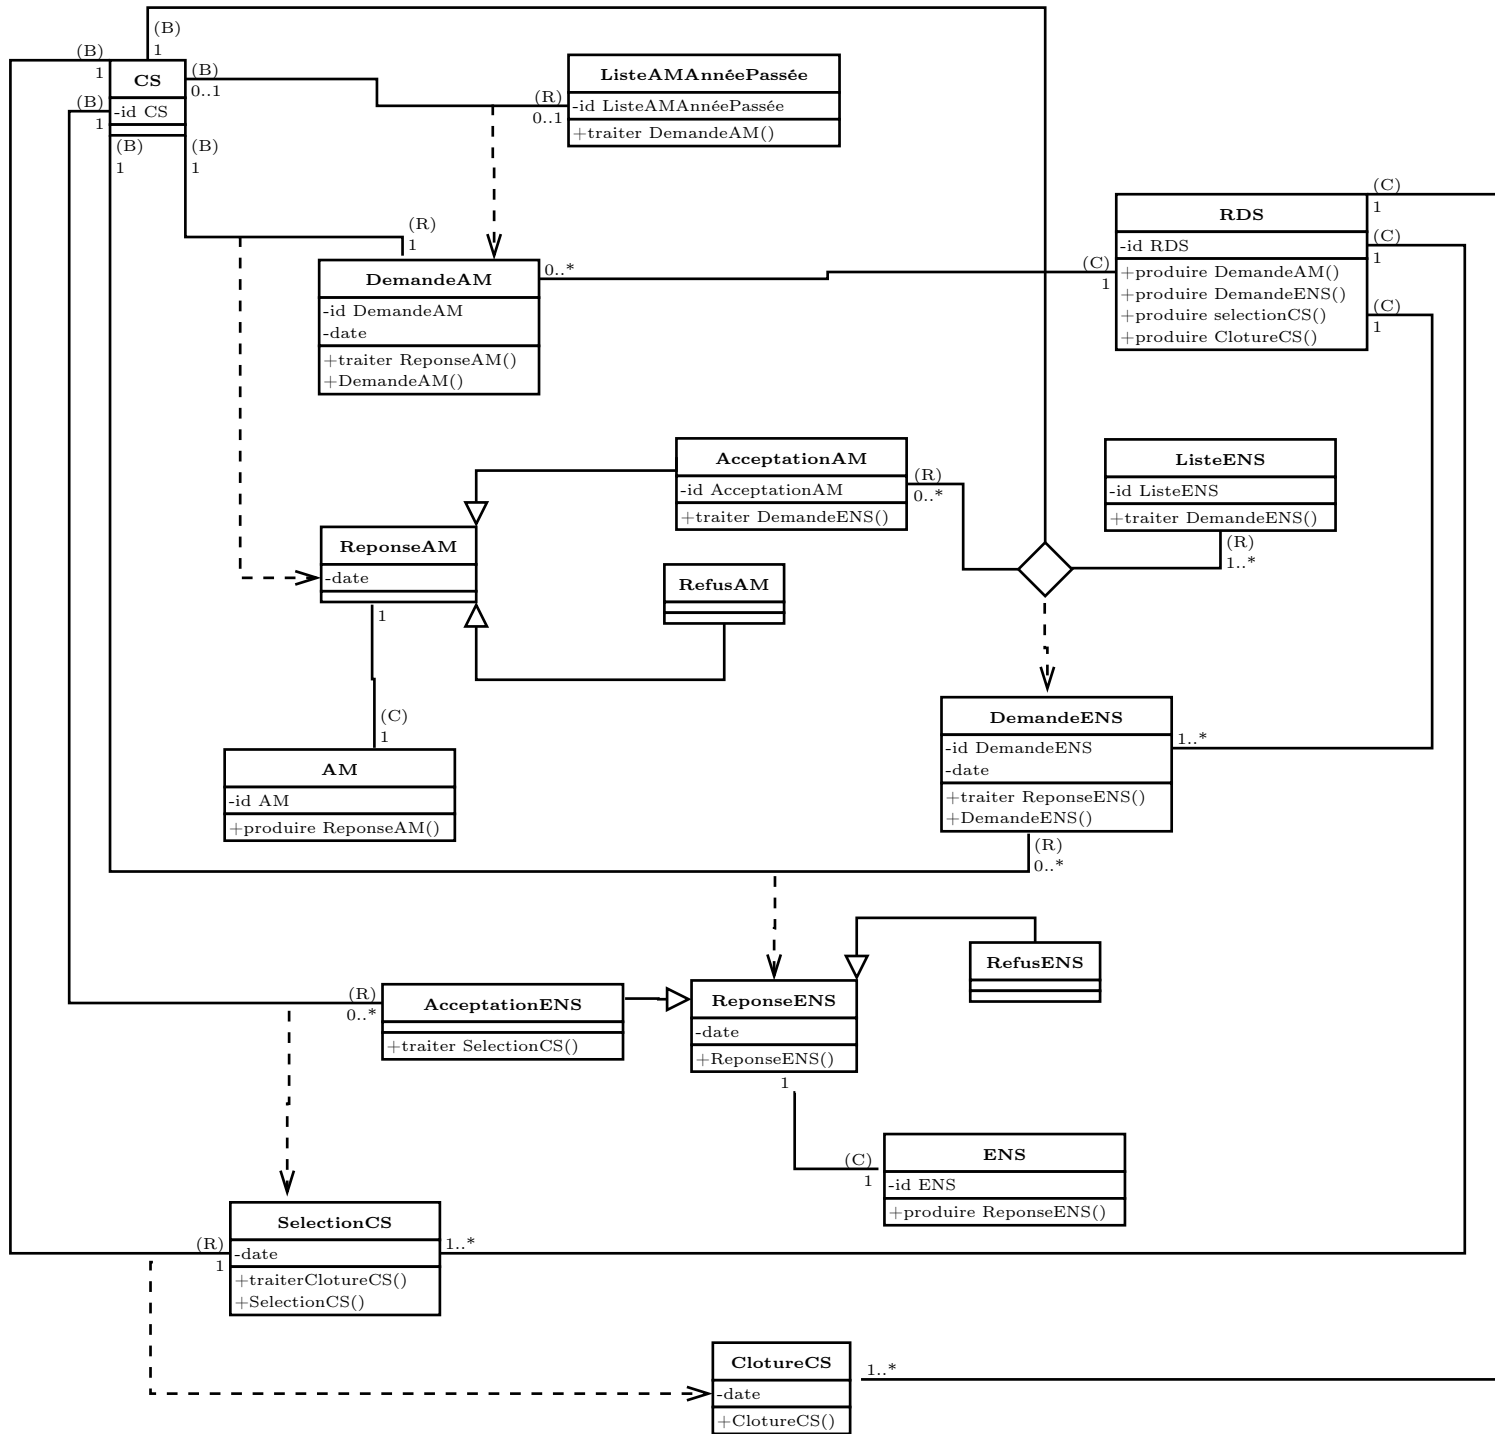 (B)
1
(B)
1
CS
-id CS
(B)
0..1
(B)
1
(B)
1
(B)
1
(R)
0..1
ListeAMAnnéePassée
-id ListeAMAnnéePassée
+traiter DemandeAM()
(R)
1
DemandeAM
-id DemandeAM
-date
+traiter ReponseAM()
+DemandeAM()
0..*
(C)
1
RDS
-id RDS
+produire DemandeAM()
+produire DemandeENS()
+produire selectionCS()
+produire ClotureCS()
(C)
1
(C)
1
(C)
1
AcceptationAM
-id AcceptationAM
+traiter DemandeENS()
(R)
0..*
ListeENS
-id ListeENS
+traiter DemandeENS()
(R)
1..*
ReponseAM
-date
1
RefusAM
(C)
1
AM
-id AM
+produire ReponseAM()
DemandeENS
-id DemandeENS
-date
+traiter ReponseENS()
+DemandeENS()
1..*
(R)
0..*
RefusENS
(R)
0..*
AcceptationENS
+traiter SelectionCS()
ReponseENS
-date
+ReponseENS()
1
(C)
1
ENS
-id ENS
+produire ReponseENS()
(R)
1
SelectionCS
-date
+traiterClotureCS()
+SelectionCS()
1..*
ClotureCS
-date
+ClotureCS()
1..*